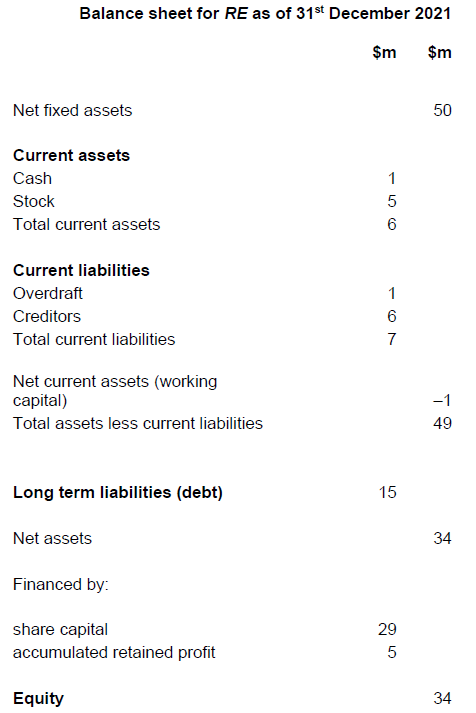 Balance sheet for RE as of 31st December 2021
$m $m
Net fixed assets 50
Current assets
Cash 1
Stock 5
Total current assets 6
Current liabilities
Overdraft 1
Creditors 6
Total current liabilities 7
Net current assets (working
capital) –1
Total assets less current liabilities 49
Long term liabilities (debt) 15
Net assets 34
Financed by:
share capital 29
accumulated retained profit 5
Equity 34